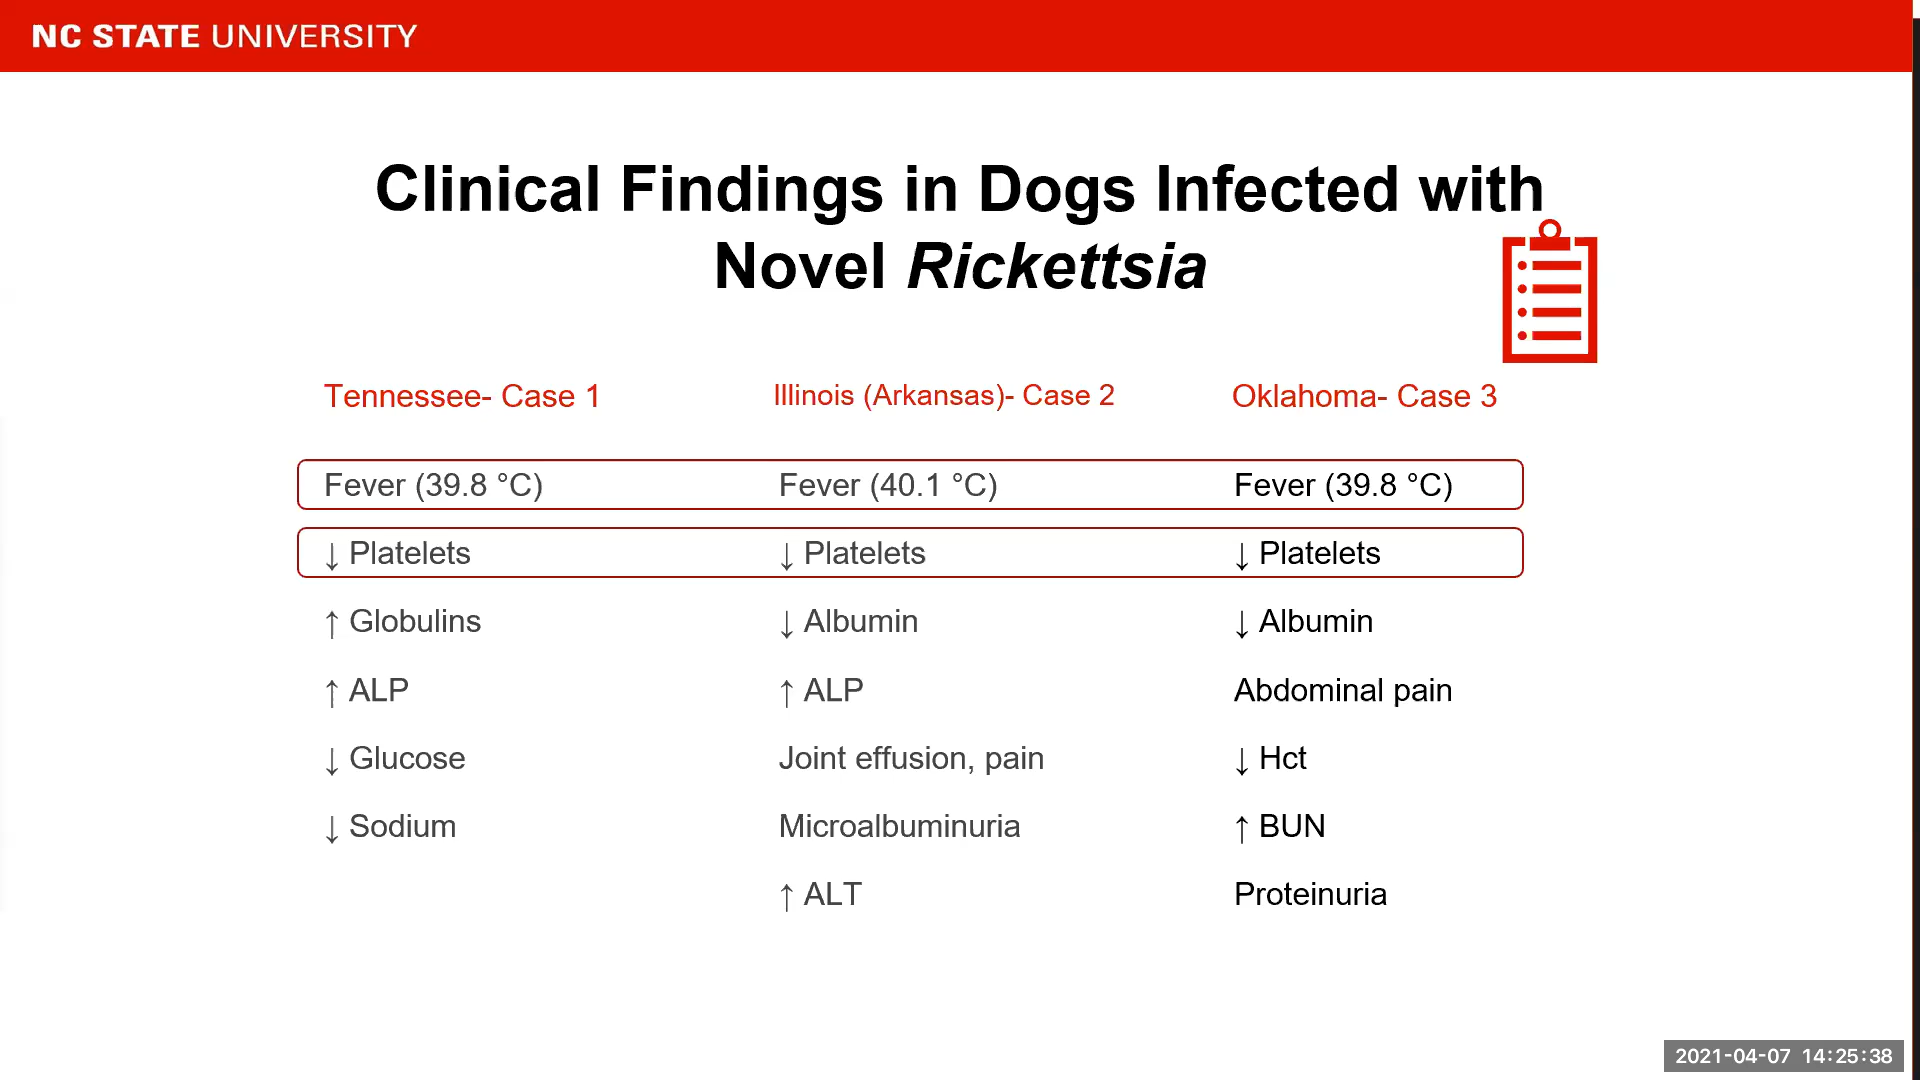 NC STATE UNIVERSITY
Clinical Findings in Dogs Infected with
Novel Rickettsia
Tennessee- Case 1 Illinois (Arkansas)- Case 2 Oklahoma- Case 3
Fever (39.8 °C) Fever (40.1 °C) Fever (39.8 °C)
↓ Platelets ↓ Platelets ↓ Platelets
↑ Globulins ↓ Albumin ↓ Albumin
↑ ALP ↑ ALP Abdominal pain
↓ Glucose Joint effusion, pain ↓ Hct
↓ Sodium Microalbuminuria ↑ BUN
↑ ALT Proteinuria
2021-04-07 14:25:38